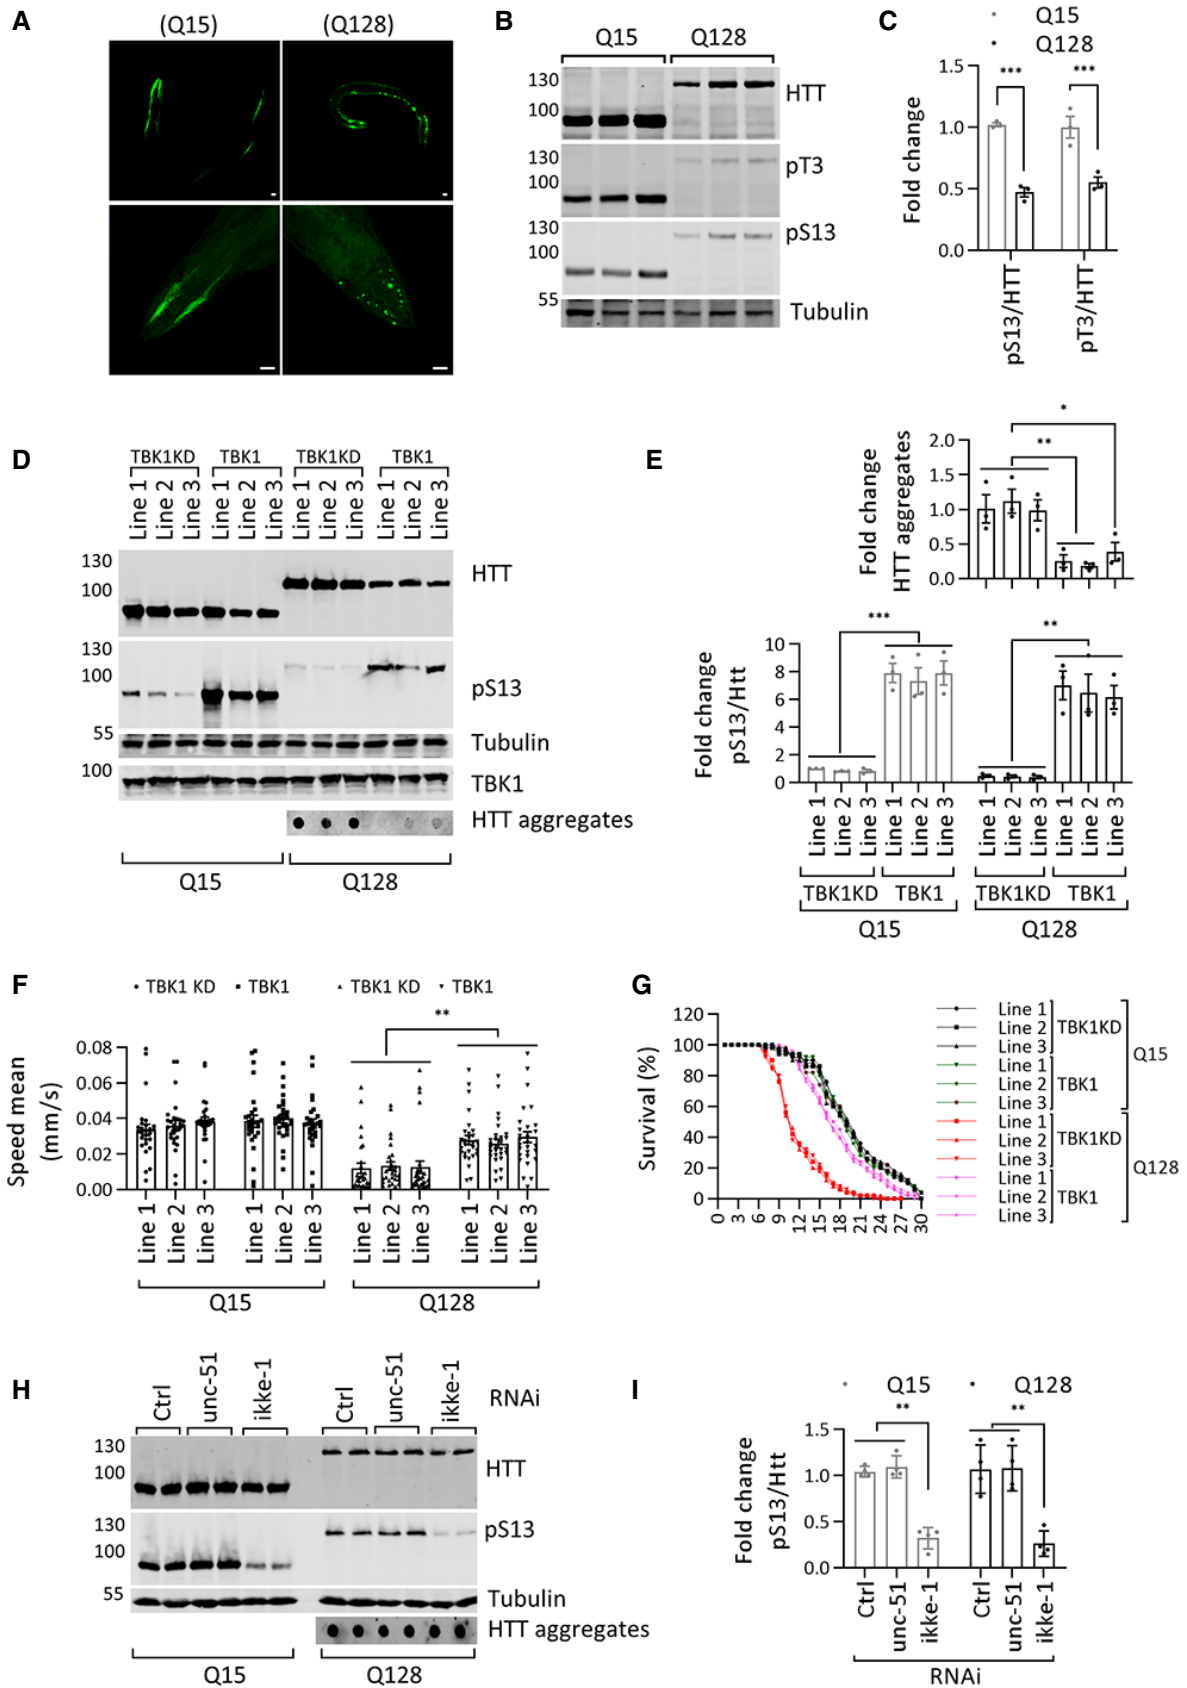 A
(Q15)
(Q128)
B
Q15
Q128
130
100
HTT
130
100
pT3
130
100
pS13
55
Tubulin
C
Q15
Q128
Fold change
1.5
1.0
0.5
0.0
***
***
pS13/HTT
pT3/HTT
D
TBK1KD
TBK1
TBK1KD
TBK1
Line 1
Line 2
Line 3
Line 1
Line 2
Line 3
Line 1
Line 2
Line 3
Line 1
Line 2
Line 3
130
100
HTT
130
100
pS13
55
Tubulin
100
TBK1
HTT aggregates
Q15
Q128
E
Fold change
HTT aggregates
2.0
1.5
1.0
0.5
0.0
*
**
Fold change
pS13/Htt
10
8
6
4
2
0
***
**
Line 1
Line 2
Line 3
Line 1
Line 2
Line 3
Line 1
Line 2
Line 3
Line 1
Line 2
Line 3
TBK1KD
TBK1
TBK1KD
TBK1
Q15
Q128
F
TBK1 KD
TBK1
TBK1 KD
TBK1
Speed mean
(mm/s)
0.08
0.06
0.04
0.02
0.00
**
Line 1
Line 2
Line 3
Line 1
Line 2
Line 3
Line 1
Line 2
Line 3
Line 1
Line 2
Line 3
Q15
Q128
G
Survival (%)
120
100
80
60
40
20
0
0 3 6 9 12 15 18 21 24 27 30
Line 1
Line 2 TBK1KD
Line 3
Line 1
Line 2 TBK1
Line 3
Q15
Line 1
Line 2 TBK1KD
Line 3
Line 1
Line 2 TBK1
Line 3
Q128
H
Ctrl
unc-51
ikke-1
Ctrl
unc-51
ikke-1
RNAi
130
100
HTT
130
100
pS13
55
Tubulin
HTT aggregates
Q15
Q128
I
Q15
Q128
Fold change
pS13/Htt
1.5
1.0
0.5
0.0
**
**
Ctrl
unc-51
ikke-1
Ctrl
unc-51
ikke-1
RNAi